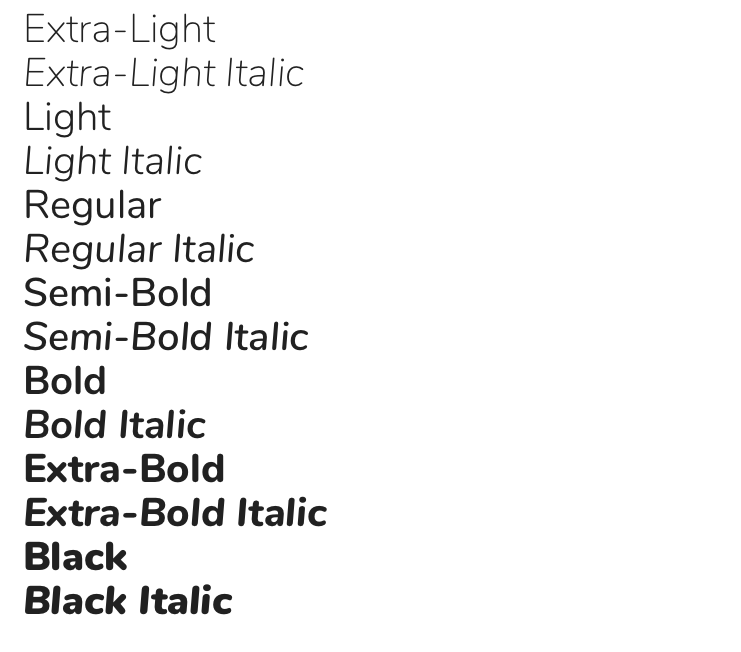 Extra-Light
Extra-Light Italic
Light
Light Italic
Regular
Regular Italic
Semi-Bold
Semi-Bold Italic
Bold
Bold Italic
Extra-Bold
Extra-Bold Italic
Black
Black Italic